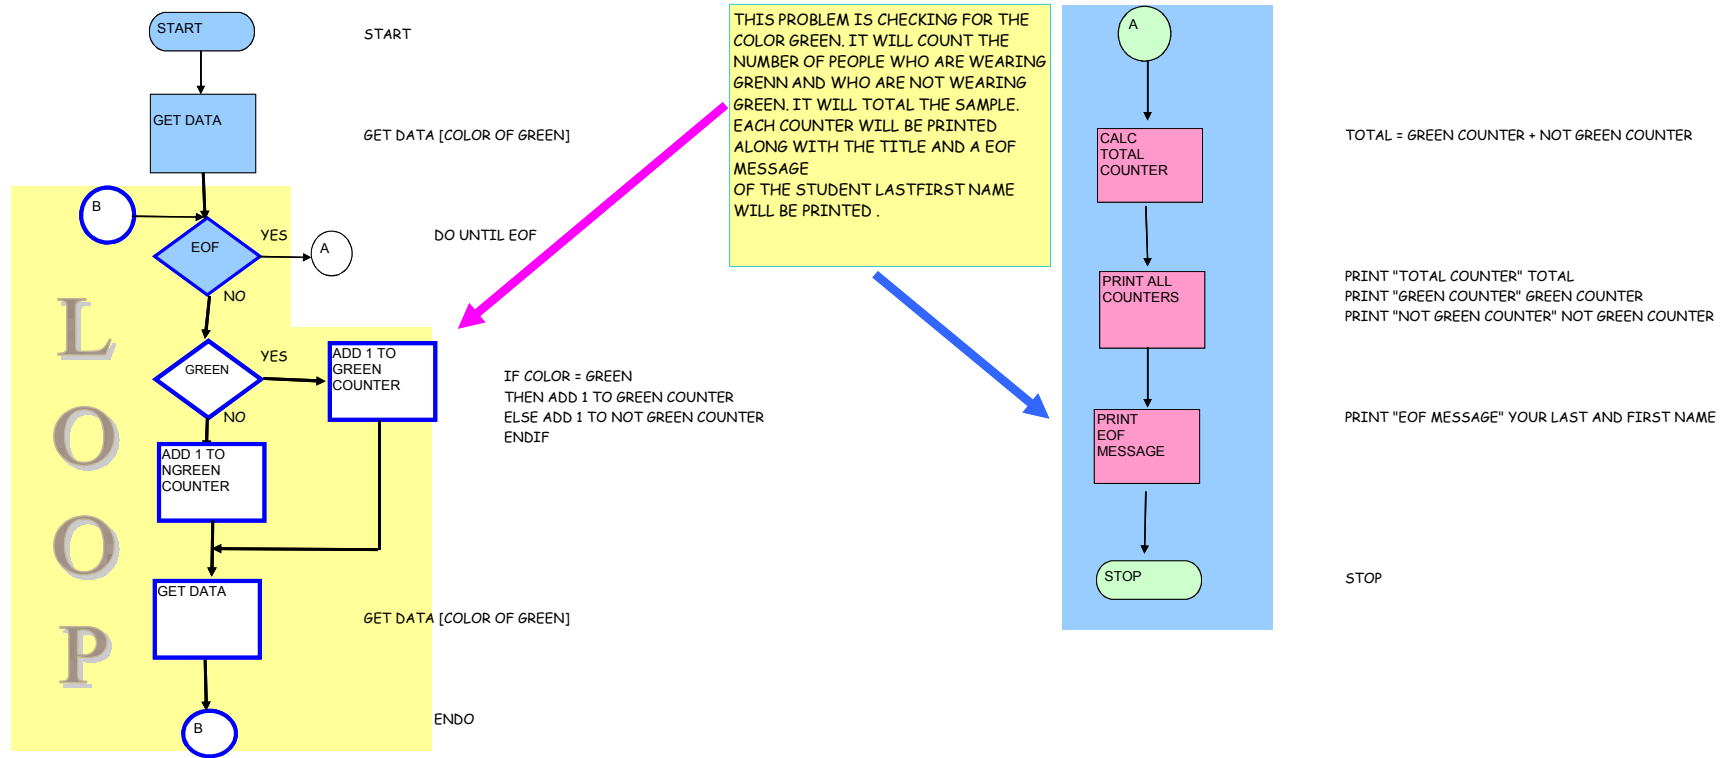 START
START
GET DATA
GET DATA [COLOR OF GREEN]
B
EOF
YES
A
DO UNTIL EOF
NO
GREEN
YES
ADD 1 TO
GREEN
COUNTER
IF COLOR = GREEN
THEN ADD 1 TO GREEN COUNTER
ELSE ADD 1 TO NOT GREEN COUNTER
ENDIF
NO
ADD 1 TO
NGREEN
COUNTER
GET DATA
GET DATA [COLOR OF GREEN]
B
ENDO
L
O
O
P
THIS PROBLEM IS CHECKING FOR THE
COLOR GREEN. IT WILL COUNT THE
NUMBER OF PEOPLE WHO ARE WEARING
GRENN AND WHO ARE NOT WEARING
GREEN. IT WILL TOTAL THE SAMPLE.
EACH COUNTER WILL BE PRINTED
ALONG WITH THE TITLE AND A EOF
MESSAGE
OF THE STUDENT LASTFIRST NAME
WILL BE PRINTED .
A
CALC
TOTAL
COUNTER
TOTAL = GREEN COUNTER + NOT GREEN COUNTER
PRINT ALL
COUNTERS
PRINT "TOTAL COUNTER" TOTAL
PRINT "GREEN COUNTER" GREEN COUNTER
PRINT "NOT GREEN COUNTER" NOT GREEN COUNTER
PRINT
EOF
MESSAGE
PRINT "EOF MESSAGE" YOUR LAST AND FIRST NAME
STOP
STOP